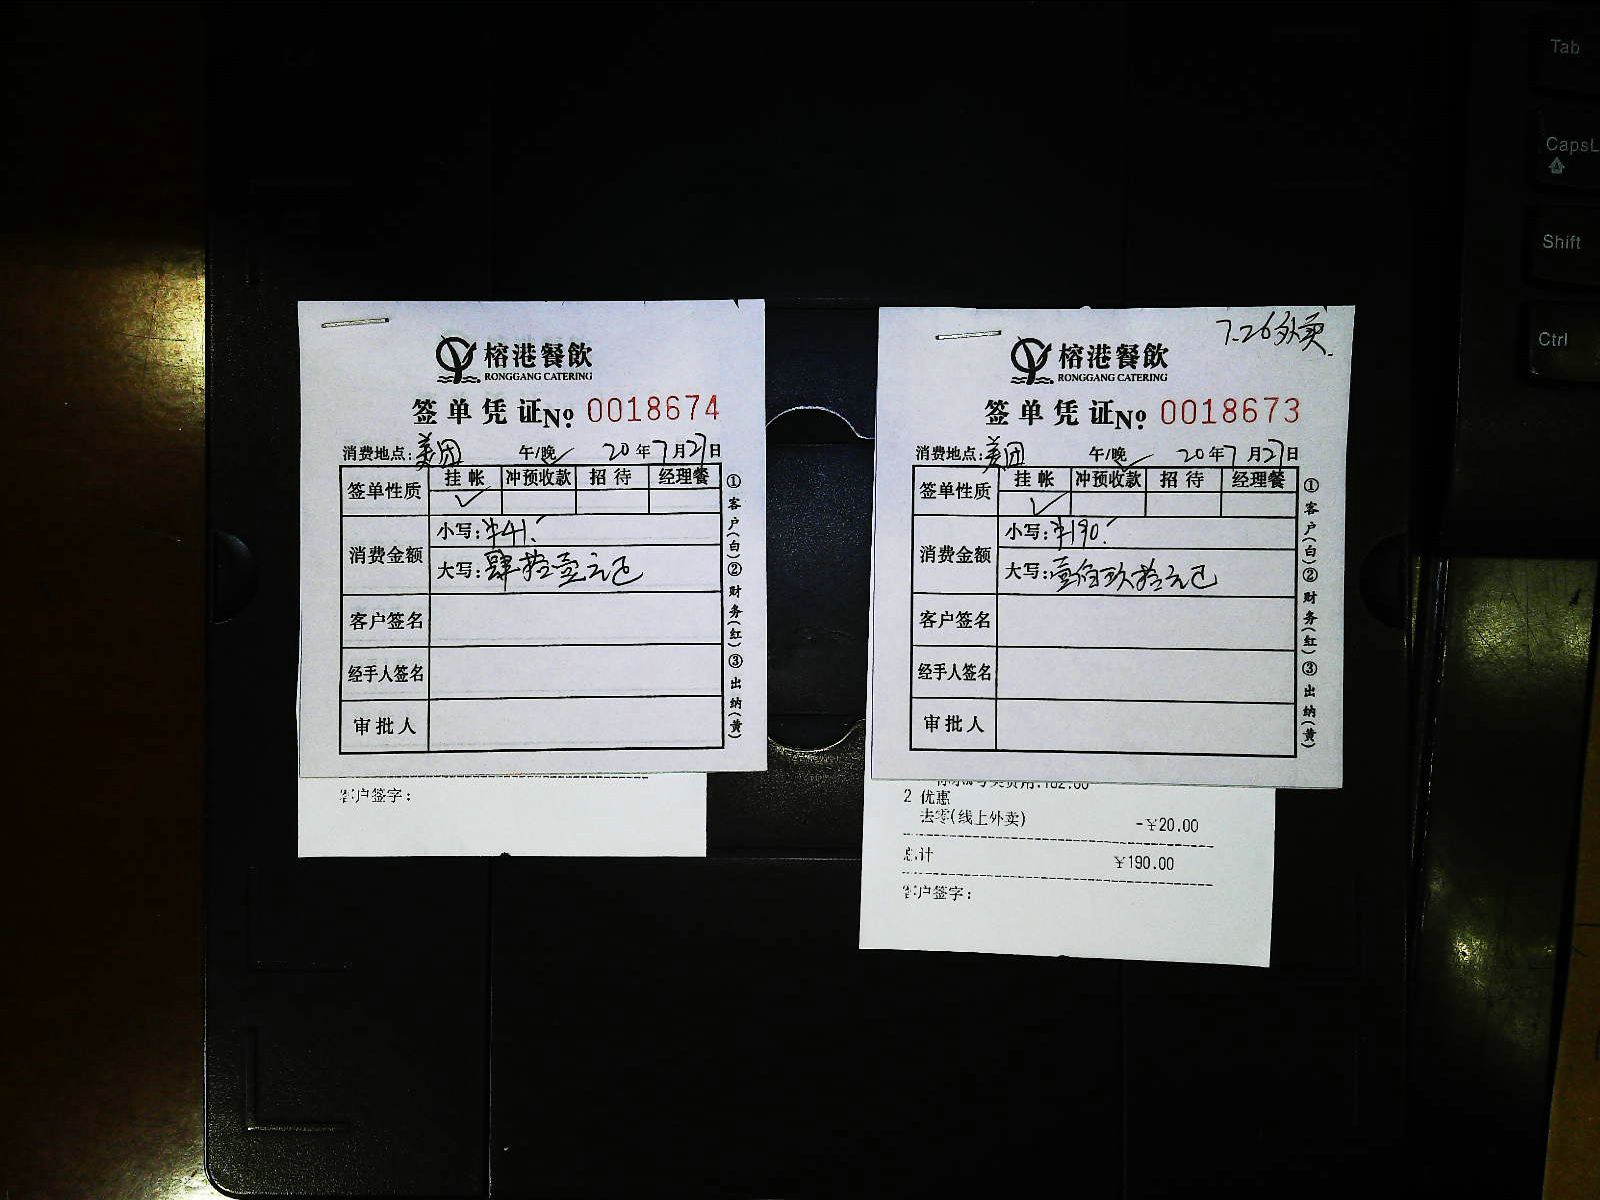 榕港餐飲
RONGGANG CATERING
签单凭证 No 0018674
消费地点: 美团 午/晚 20年7月27日
签单性质 挂帐 冲预收款 招待 经理餐
✓
消费金额
小写: ¥41.
大写: 肆拾壹元正
客户签名
经手人签名
审批人
①客户(白)②财务(红)③出纳(黄)
客户签字:
7.26外卖.
榕港餐飲
RONGGANG CATERING
签单凭证 No 0018673
消费地点: 美团 午/晚 20年7月27日
签单性质 挂帐 冲预收款 招待 经理餐
✓
消费金额
小写: ¥190.
大写: 壹佰玖拾元正
客户签名
经手人签名
审批人
①客户(白)②财务(红)③出纳(黄)
2 优惠
去零(线上外卖) -¥20.00
总计 ¥190.00
客户签字:
Tab
CapsL
Shift
Ctrl